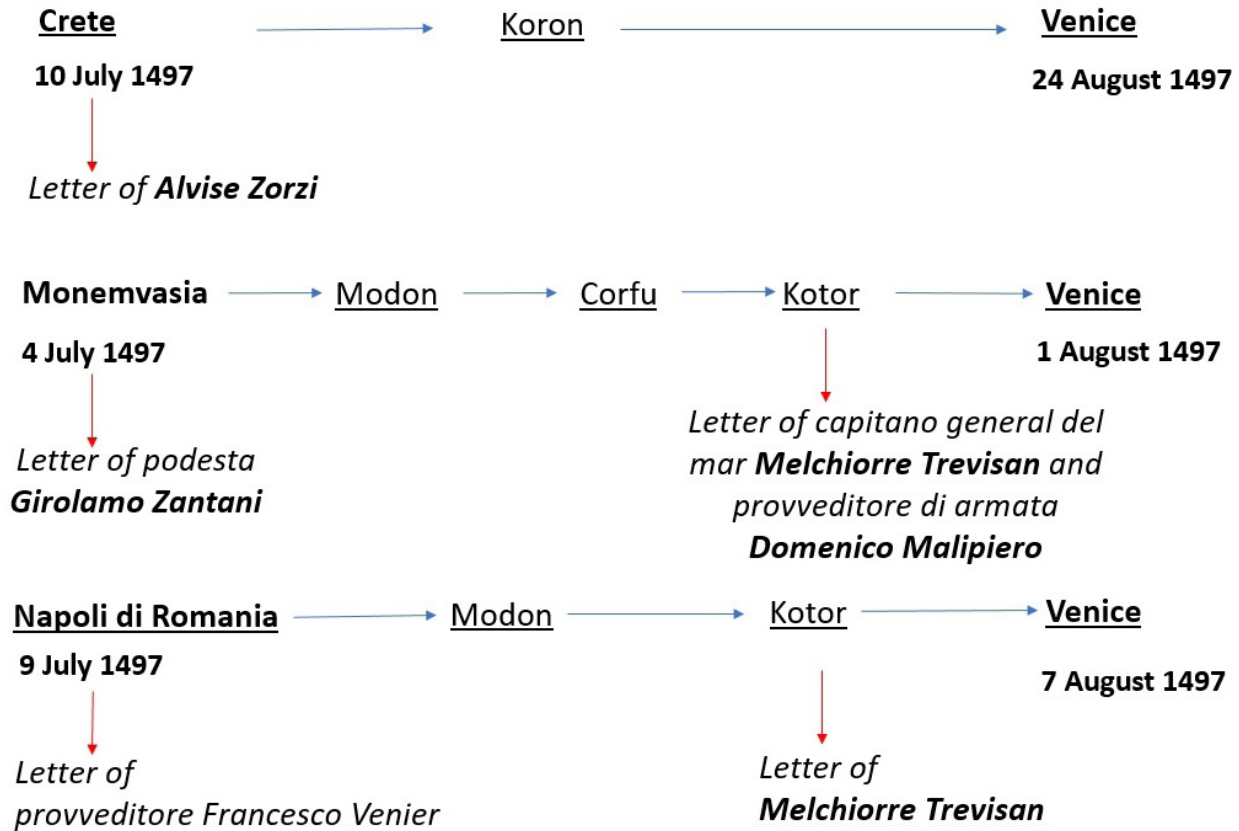 Crete Koron Venice
10 July 1497 24 August 1497
Letter of Alvise Zorzi
Monemvasia Modon Corfu Kotor Venice
4 July 1497 1 August 1497
Letter of podesta
Girolamo Zantani
Letter of capitano general del
mar Melchiorre Trevisan and
provveditore di armata
Domenico Malipiero
Napoli di Romania Modon Kotor Venice
9 July 1497 7 August 1497
Letter of
provveditore Francesco Venier
Letter of
Melchiorre Trevisan